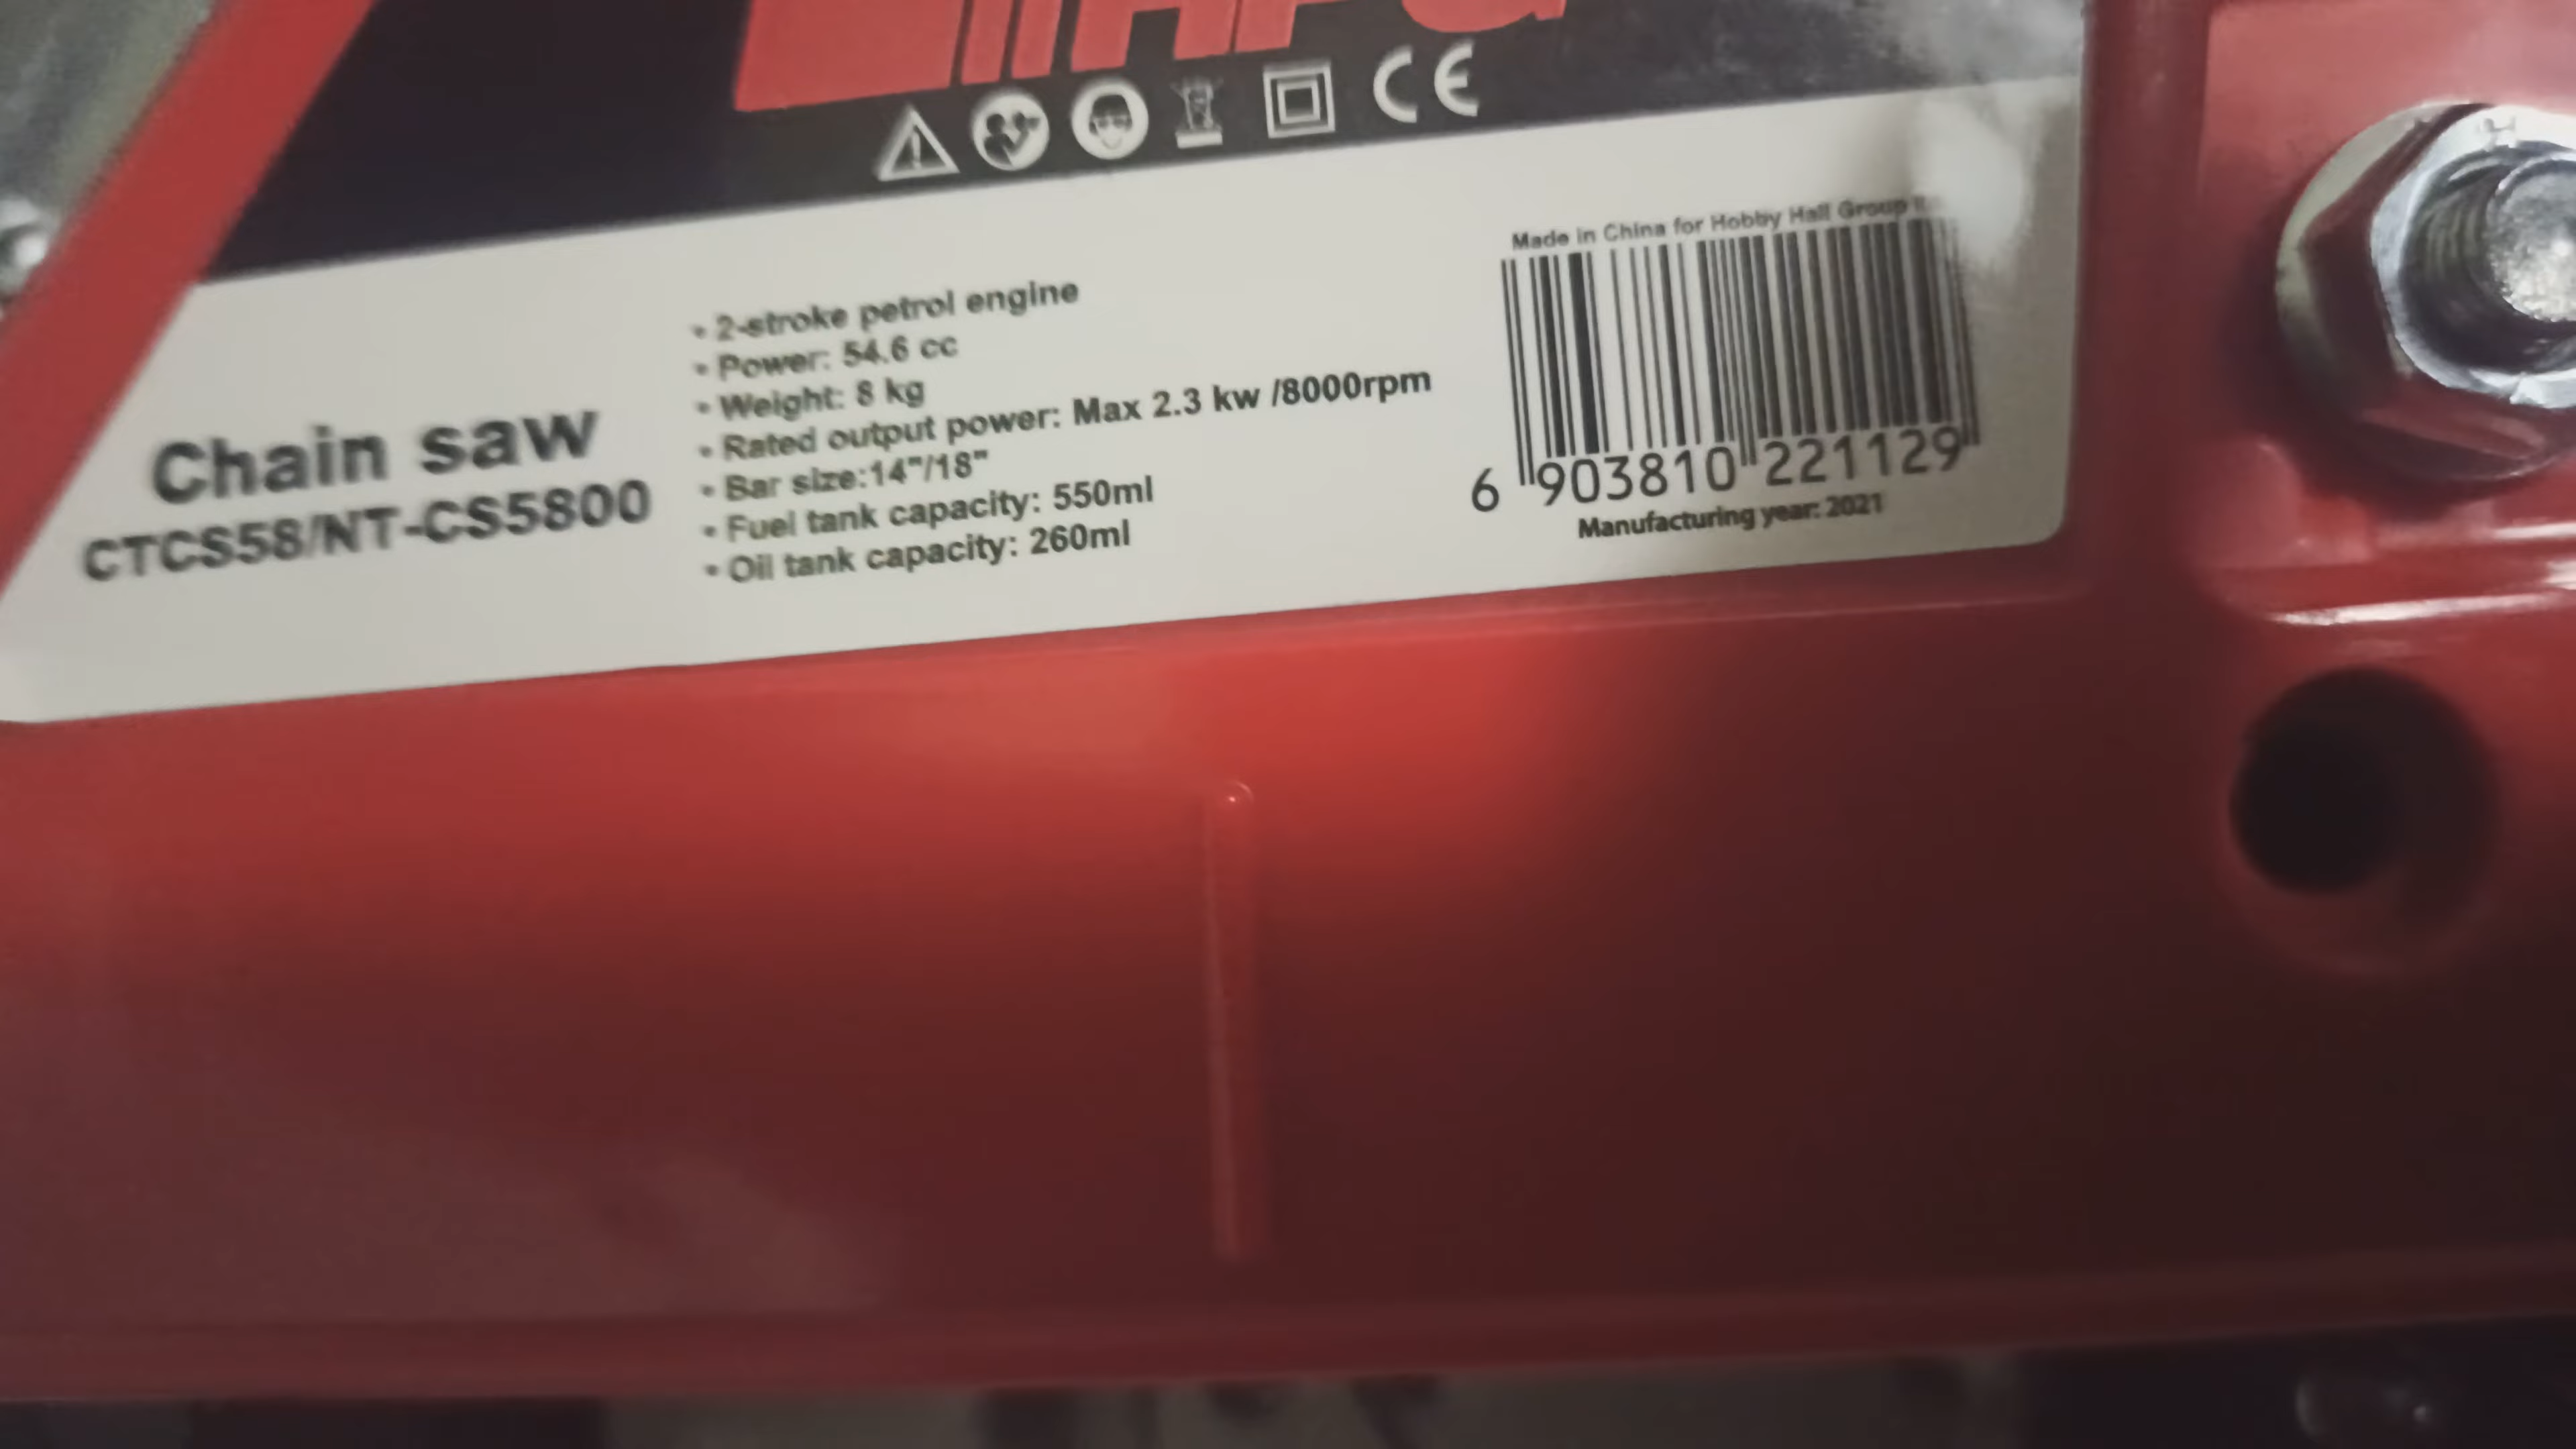 CE
Chain saw
CTCS58/NT-CS5800
• 2-stroke petrol engine
• Power: 54.6 cc
• Weight: 8 kg
• Rated output power: Max 2.3 kw /8000rpm
• Bar size:14"/18"
• Fuel tank capacity: 550ml
• Oil tank capacity: 260ml
Made in China for Hobby Hall Group
6 903810 221129
Manufacturing year: 2021